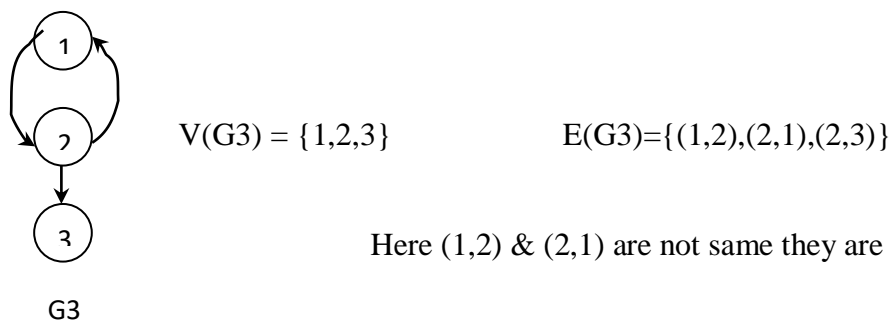 1
2
V(G3) = {1,2,3} E(G3)={(1,2),(2,1),(2,3)}
3
Here (1,2) & (2,1) are not same they are
G3